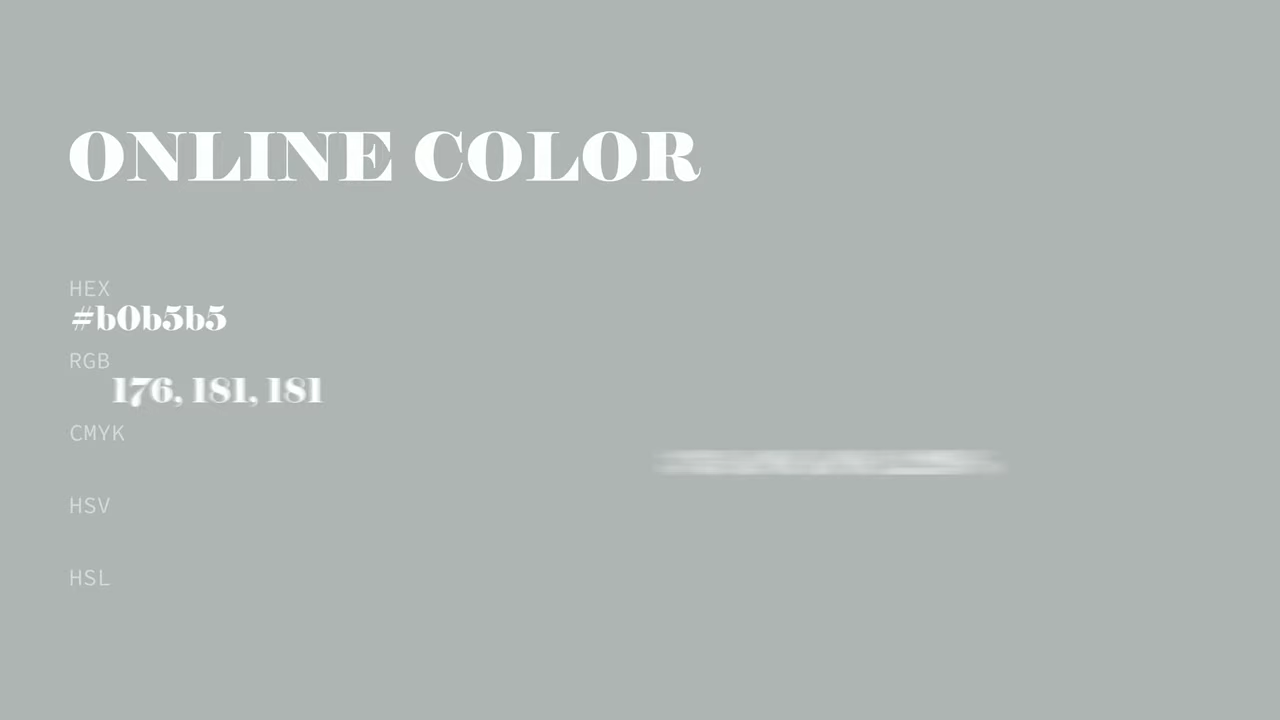 ONLINE COLOR
HEX
#b0b5b5
RGB
176, 181, 181
CMYK
HSV
HSL